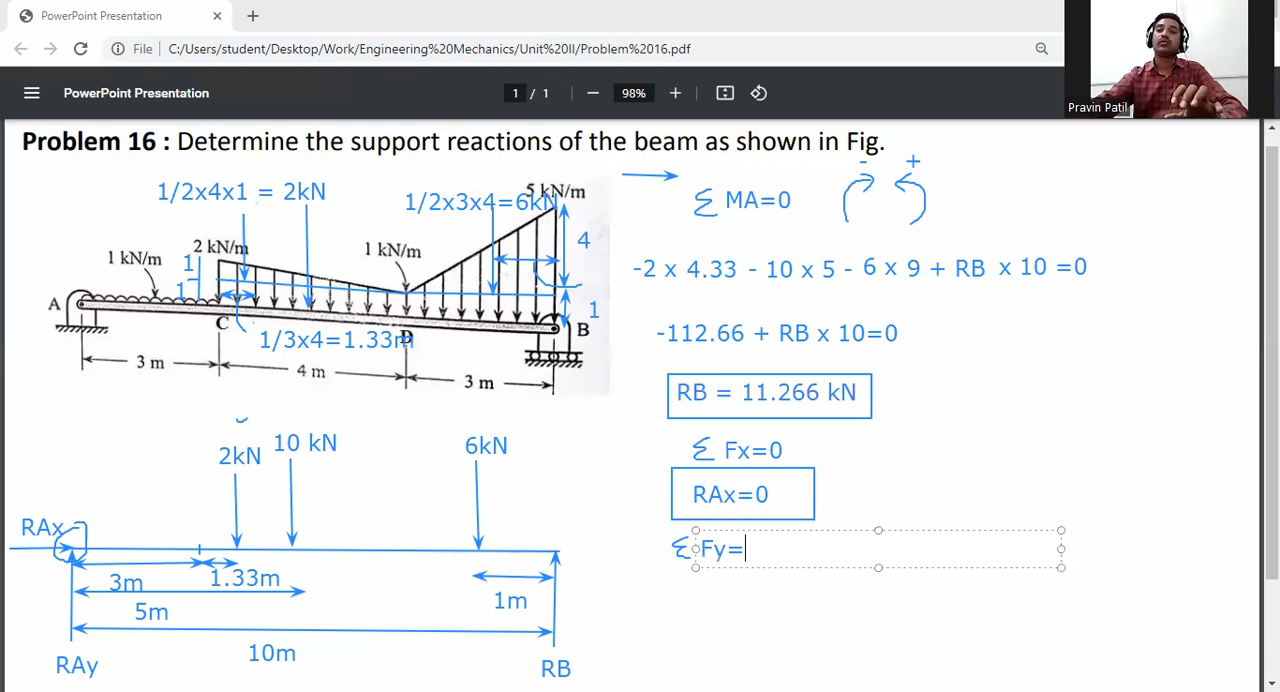 PowerPoint Presentation
File C:/Users/student/Desktop/Work/Engineering%20Mechanics/Unit%20II/Problem%2016.pdf
PowerPoint Presentation 1 / 1 98%
Pravin Patil
Problem 16 : Determine the support reactions of the beam as shown in Fig.
1/2x4x1 = 2kN
1/2x3x4=6kN
5 kN/m
1 kN/m
2 kN/m
1
1
1 kN/m
4
1
A
C
D
B
1/3x4=1.33m
3 m
4 m
3 m
2kN
10 kN
6kN
RAx
3m
1.33m
5m
1m
10m
RAy
RB
Σ MA=0
- +
-2 x 4.33 - 10 x 5 - 6 x 9 + RB x 10 =0
-112.66 + RB x 10=0
RB = 11.266 kN
Σ Fx=0
RAx=0
Σ Fy=